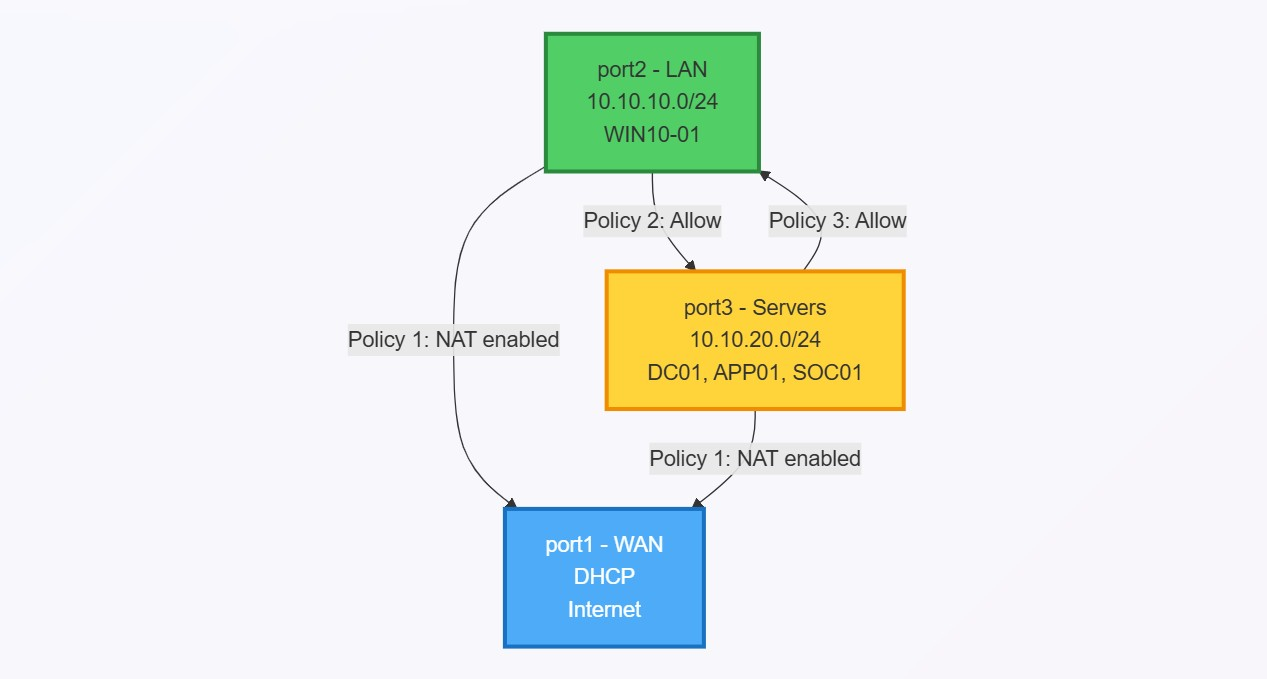 port2 - LAN
10.10.10.0/24
WIN10-01
Policy 2: Allow
Policy 3: Allow
port3 - Servers
10.10.20.0/24
DC01, APP01, SOC01
Policy 1: NAT enabled
Policy 1: NAT enabled
port1 - WAN
DHCP
Internet